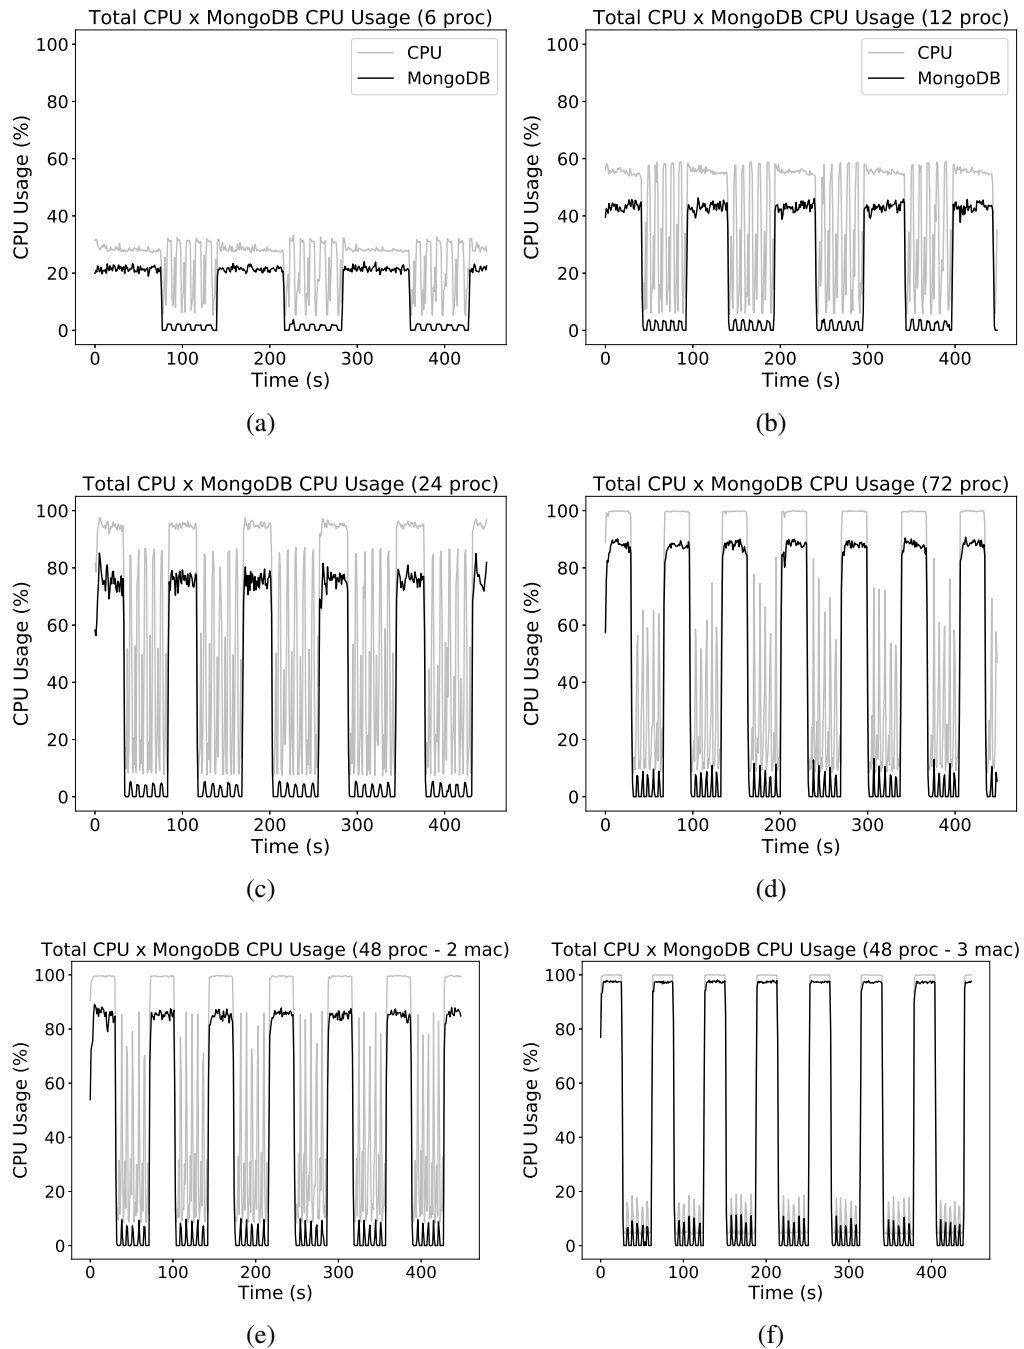 Total CPU x MongoDB CPU Usage (6 proc)
CPU Usage (%)
100
80
60
40
20
0
CPU
MongoDB
0 100 200 300 400
Time (s)
(a)
Total CPU x MongoDB CPU Usage (12 proc)
CPU Usage (%)
100
80
60
40
20
0
CPU
MongoDB
0 100 200 300 400
Time (s)
(b)
Total CPU x MongoDB CPU Usage (24 proc)
CPU Usage (%)
100
80
60
40
20
0
0 100 200 300 400
Time (s)
(c)
Total CPU x MongoDB CPU Usage (72 proc)
CPU Usage (%)
100
80
60
40
20
0
0 100 200 300 400
Time (s)
(d)
Total CPU x MongoDB CPU Usage (48 proc - 2 mac)
CPU Usage (%)
100
80
60
40
20
0
0 100 200 300 400
Time (s)
(e)
Total CPU x MongoDB CPU Usage (48 proc - 3 mac)
CPU Usage (%)
100
80
60
40
20
0
0 100 200 300 400
Time (s)
(f)